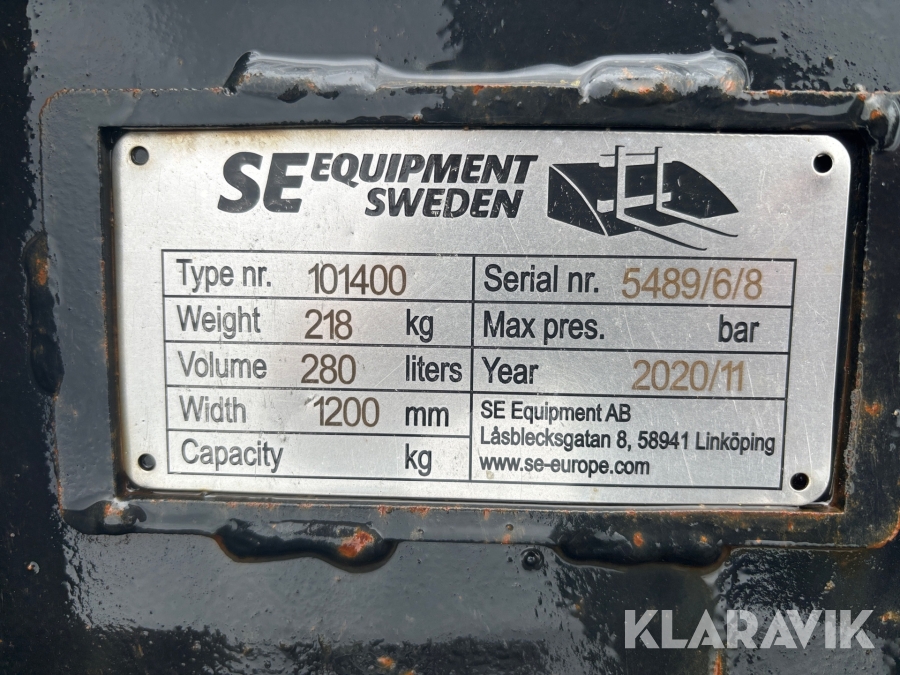 SE EQUIPMENT
SWEDEN
Type nr. 101400
Weight 218 kg
Volume 280 liters
Width 1200 mm
Capacity kg
Serial nr. 5489/6/8
Max pres. bar
Year 2020/11
SE Equipment AB
Låsblecksgatan 8, 58941 Linköping
www.se-europe.com
KLARAVIK